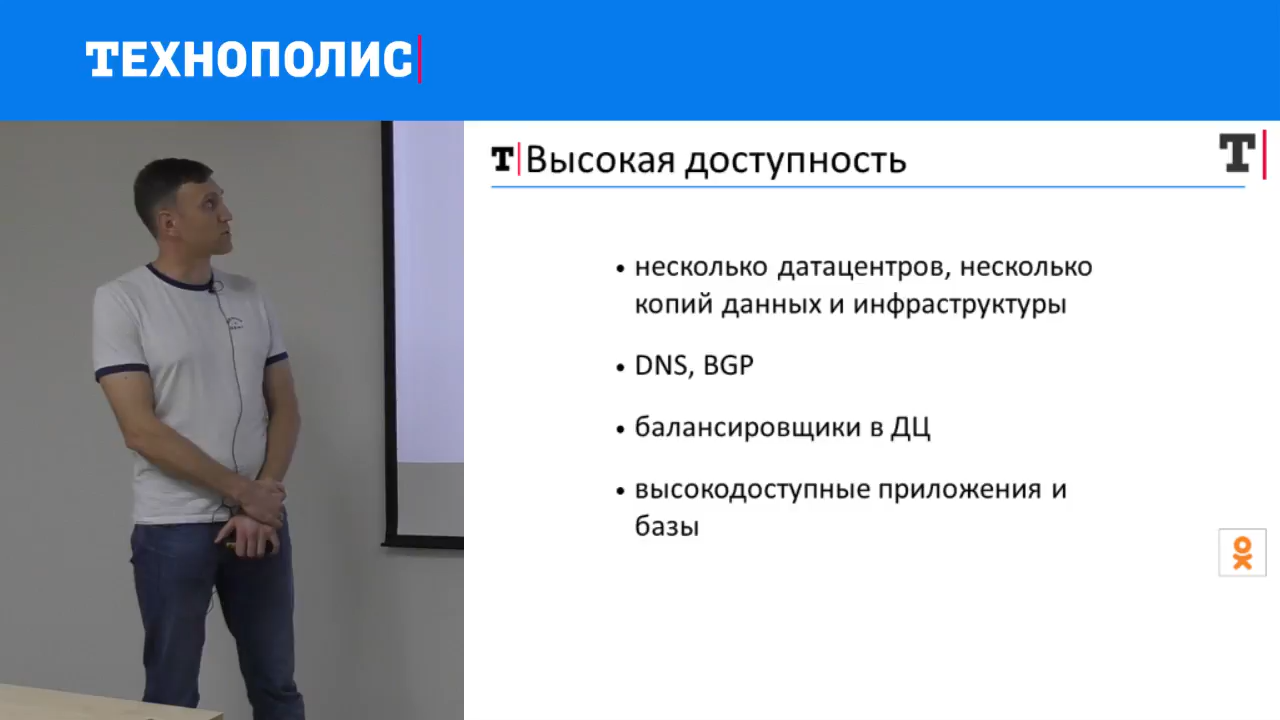 ТЕХНОПОЛИС
Т Высокая доступность
Т
• несколько датацентров, несколько
копий данных и инфраструктуры
• DNS, BGP
• балансировщики в ДЦ
• высокодоступные приложения и
базы